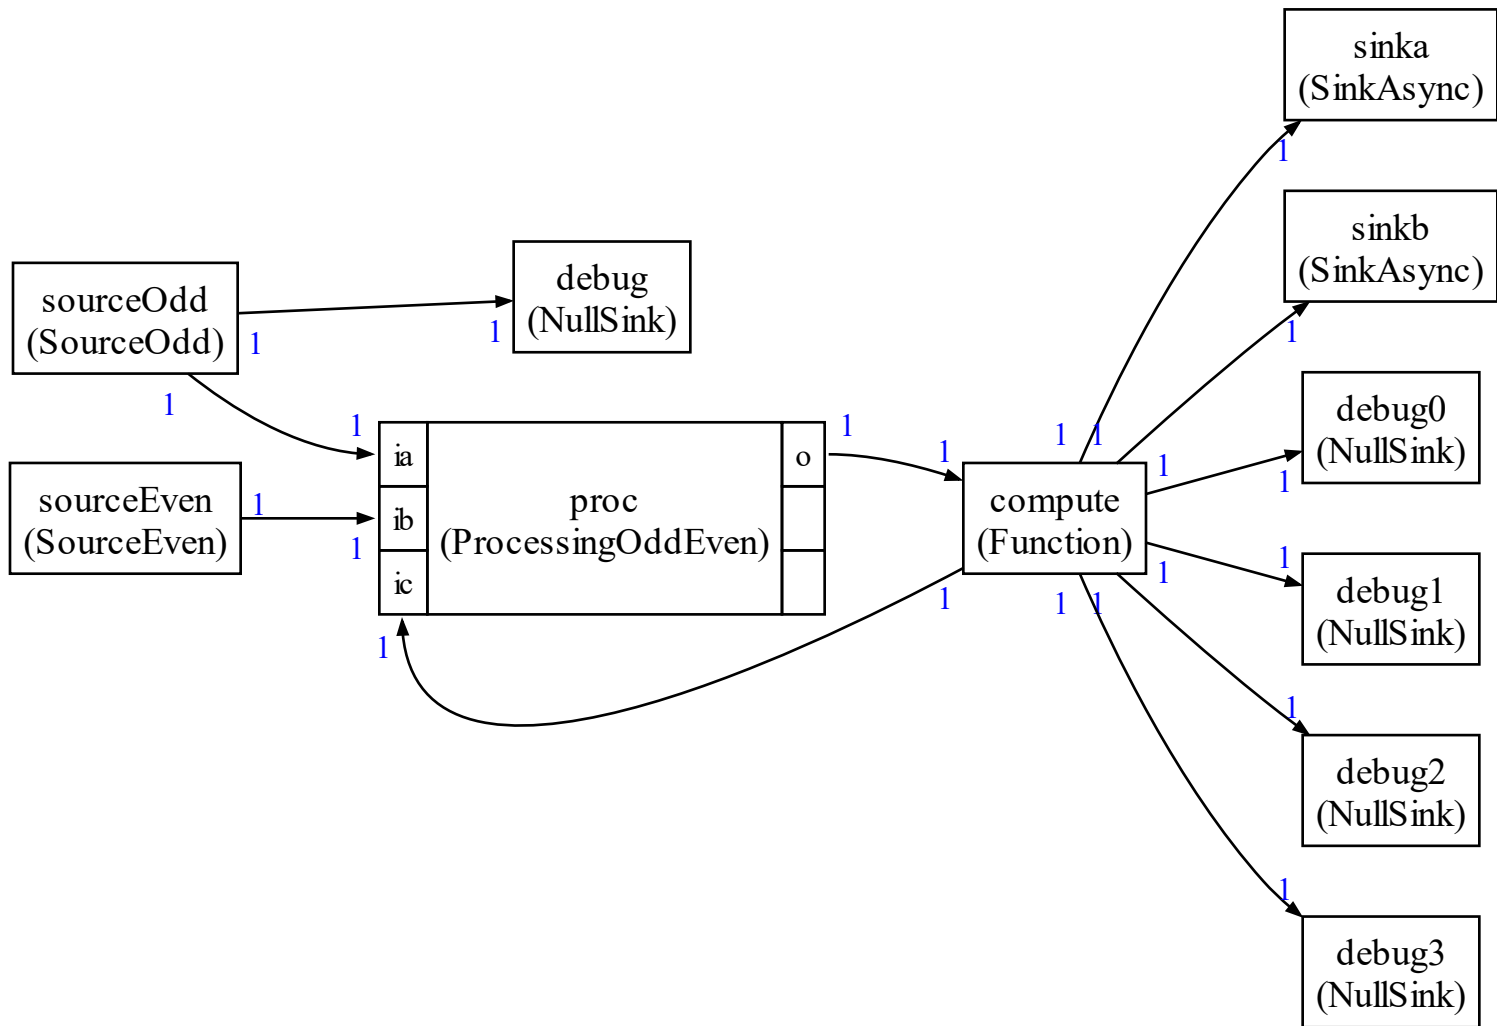 sinka
(SinkAsync)
1
sinkb
(SinkAsync)
1
sourceOdd
(SourceOdd)
1
1
debug
(NullSink)
1
sourceEven
(SourceEven)
1
1
ia
1
ib
1
ic
proc
(ProcessingOddEven)
o
1
1
compute
(Function)
1
1
1
1
1
1
1
debug0
(NullSink)
1
1
debug1
(NullSink)
1
debug2
(NullSink)
1
debug3
(NullSink)